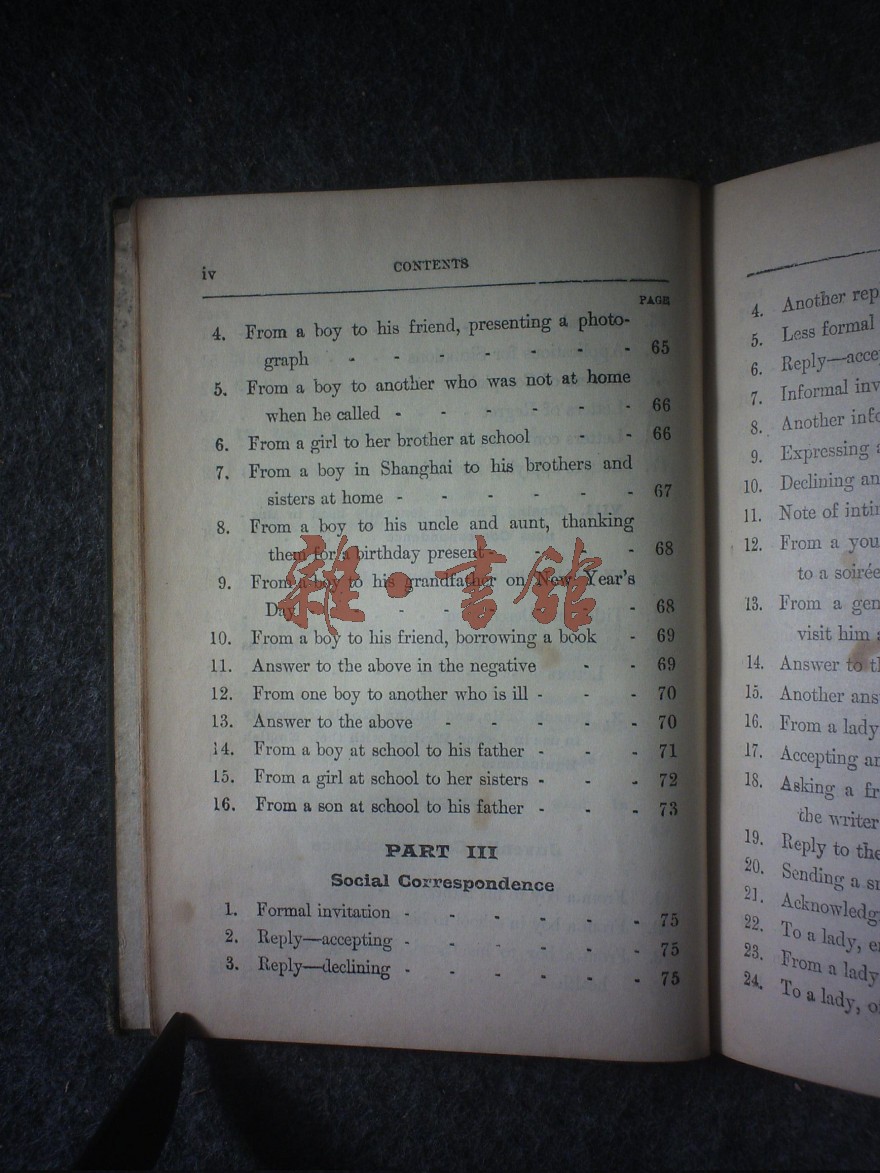 iv
CONTENTS
PAGE
4. From a boy to his friend, presenting a photo-
graph - - - - - - - 65
5. From a boy to another who was not at home
when he called - - - - - - 66
6. From a girl to her brother at school - - 66
7. From a boy in Shanghai to his brothers and
sisters at home - - - - - - 67
8. From a boy to his uncle and aunt, thanking
them for a birthday present - - - - 68
9. From a boy to his grandfather on New Year's
Day - - - - - - - - 68
10. From a boy to his friend, borrowing a book - 69
11. Answer to the above in the negative - - 69
12. From one boy to another who is ill - - - 70
13. Answer to the above - - - - - 70
14. From a boy at school to his father - - - 71
15. From a girl at school to her sisters - - - 72
16. From a son at school to his father - - - 73
PART III
Social Correspondence
1. Formal invitation - - - - - - 75
2. Reply—accepting - - - - - - 75
3. Reply—declining - - - - - - 75
雜·書館
4. Another
5. Less formal
6. Reply—
7. Informal
8. Another
9. Expressing
10. Declining
11. Note of
12. From a
to a soirée
13. From a
visit him
14. Answer to
15. Another
16. From a lady
17. Accepting
18. Asking a
the writer
19. Reply to the
20. Sending a
21.
22. To a lady,
23. From a lady
24. To a lady,